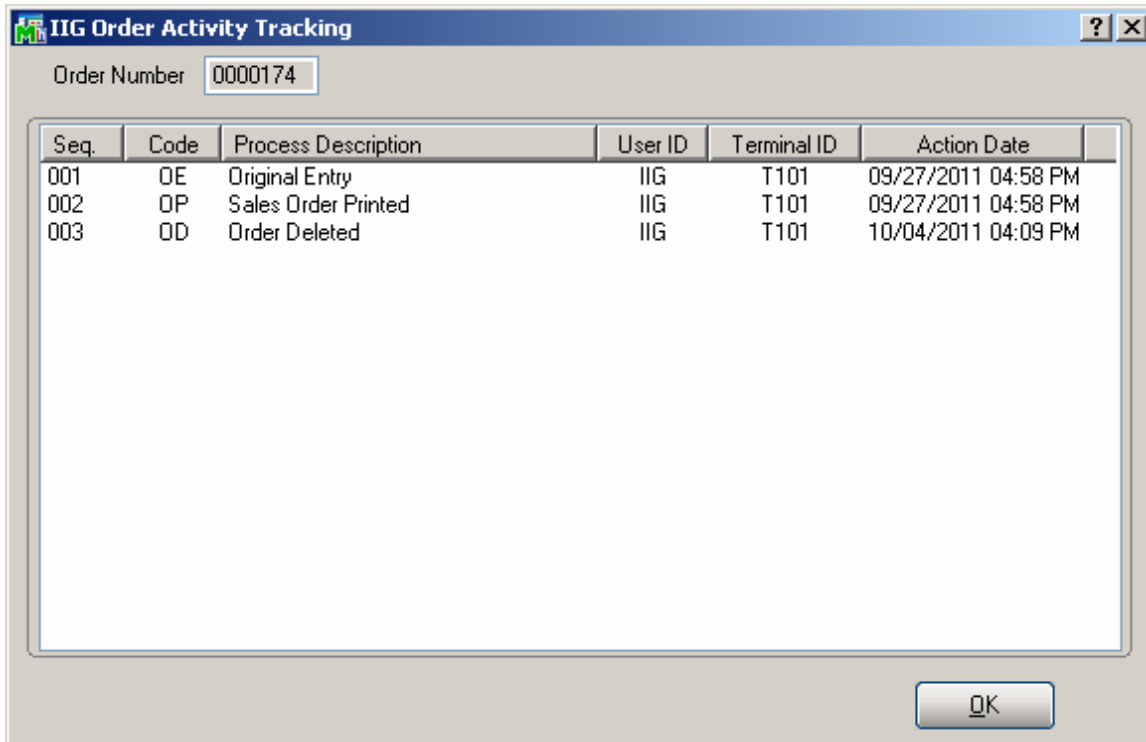 IIG Order Activity Tracking
Order Number 0000174
Seq. Code Process Description User ID Terminal ID Action Date
001 OE Original Entry IIG T101 09/27/2011 04:58 PM
002 OP Sales Order Printed IIG T101 09/27/2011 04:58 PM
003 OD Order Deleted IIG T101 10/04/2011 04:09 PM
OK